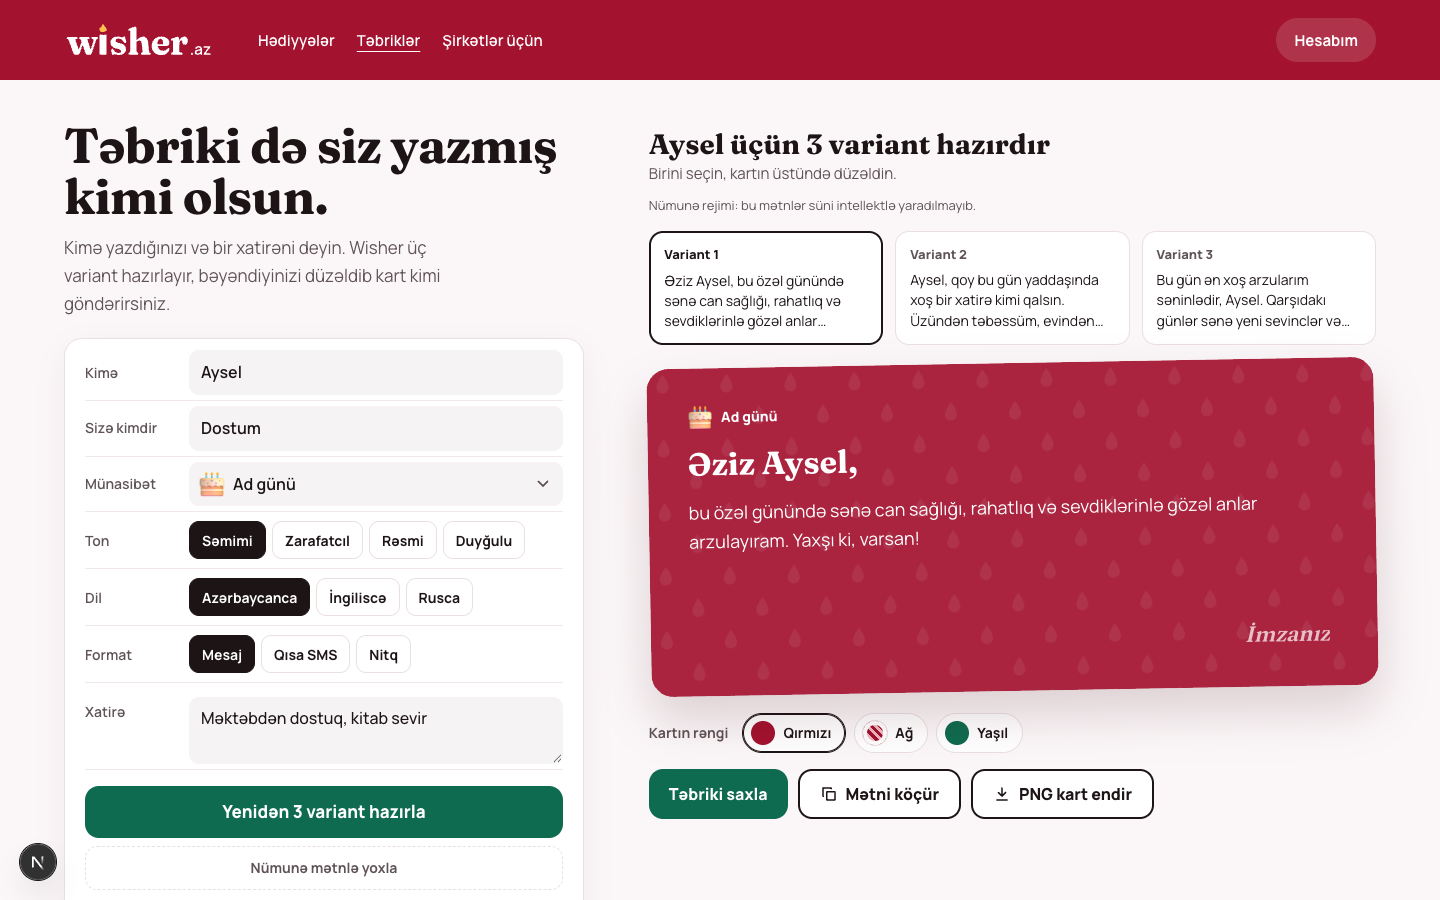 wisher.az
Hədiyyələr
Təbriklər
Şirkətlər üçün
Hesabım
Təbriki də siz yazmış
kimi olsun.
Kimə yazdığınızı və bir xatirəni deyin. Wisher üç
variant hazırlayır, bəyəndiyinizi düzəldib kart kimi
göndərirsiniz.
Kimə
Aysel
Sizə kimdir
Dostum
Münasibət
Ad günü
Ton
Səmimi
Zarafatcıl
Rəsmi
Duyğulu
Dil
Azərbaycanca
İngiliscə
Rusca
Format
Mesaj
Qısa SMS
Nitq
Xatirə
Məktəbdən dostuq, kitab sevir
Yenidən 3 variant hazırla
Nümunə mətnlə yoxla
N
Aysel üçün 3 variant hazırdır
Birini seçin, kartın üstündə düzəldin.
Nümunə rejimi: bu mətnlər süni intellektlə yaradılmayıb.
Variant 1
Əziz Aysel, bu özəl günündə
sənə can sağlığı, rahatlıq və
sevdiklərinlə gözəl anlar…
Variant 2
Aysel, qoy bu gün yaddaşında
xoş bir xatirə kimi qalsın.
Üzündən təbəssüm, evindən…
Variant 3
Bu gün ən xoş arzularım
səninlədir, Aysel. Qarşıdakı
günlər sənə yeni sevinclər və…
Ad günü
Əziz Aysel,
bu özəl günündə sənə can sağlığı, rahatlıq və sevdiklərinlə gözəl anlar
arzulayıram. Yaxşı ki, varsan!
İmzanız
Kartın rəngi
Qırmızı
Ağ
Yaşıl
Təbriki saxla
Mətni köçür
PNG kart endir